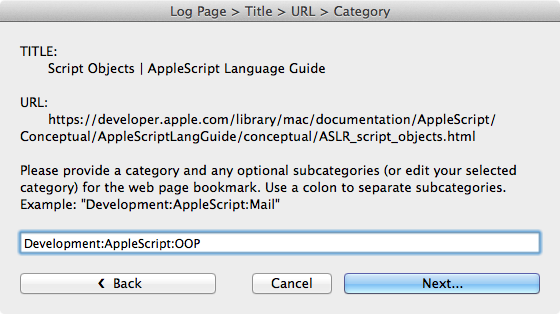 Log Page > Title > URL > Category
TITLE:
Script Objects | AppleScript Language Guide
URL:
https://developer.apple.com/library/mac/documentation/AppleScript/
Conceptual/AppleScriptLangGuide/conceptual/ASLR_script_objects.html
Please provide a category and any optional subcategories (or edit your selected
category) for the web page bookmark. Use a colon to separate subcategories.
Example: "Development:AppleScript:Mail"
Development:AppleScript:OOP
❮ Back
Cancel
Next...